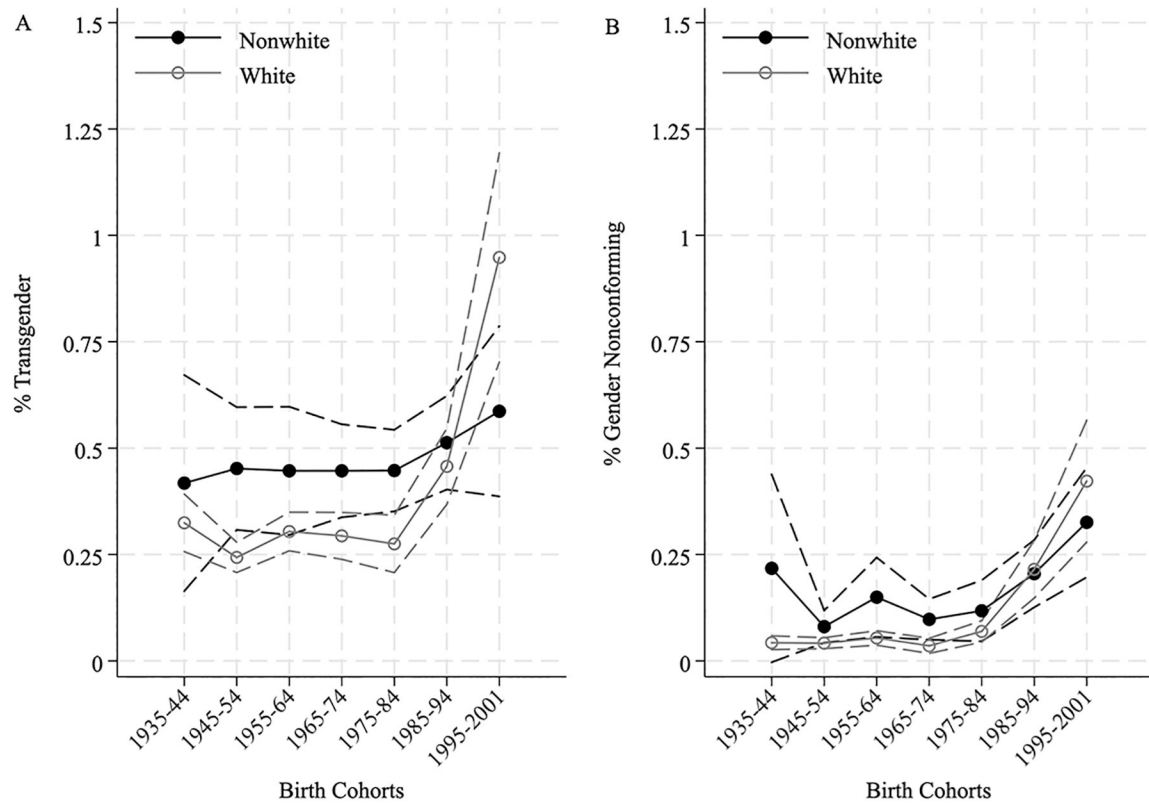 A
Nonwhite
White
1.5
1.25
1
0.75
0.5
0.25
0
% Transgender
1935-44
1945-54
1955-64
1965-74
1975-84
1985-94
1995-2001
Birth Cohorts
B
Nonwhite
White
1.5
1.25
1
0.75
0.5
0.25
0
% Gender Nonconforming
1935-44
1945-54
1955-64
1965-74
1975-84
1985-94
1995-2001
Birth Cohorts